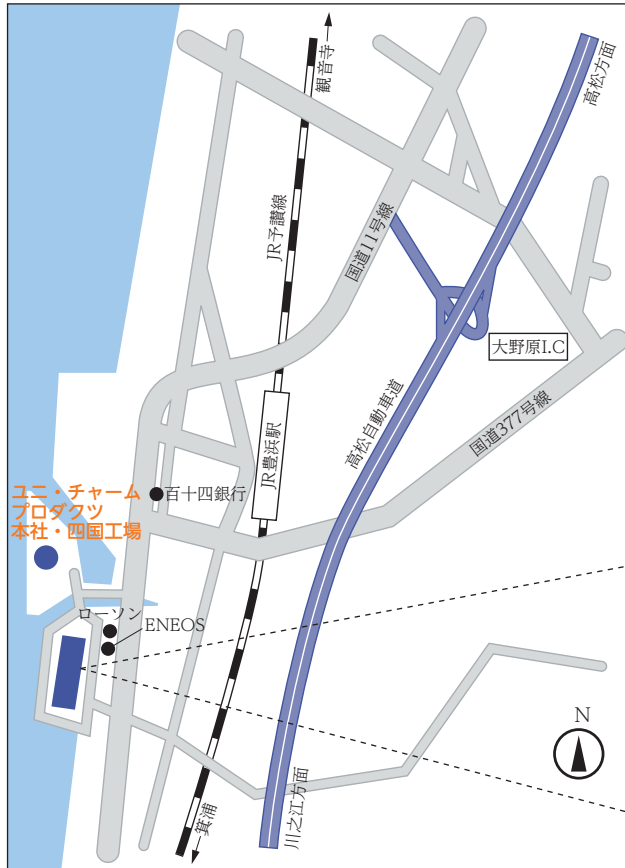 観音寺
高松方面
JR予讃線
国道11号線
大野原I.C
高松自動車道
国道377号線
JR豊浜駅
百十四銀行
ユニ・チャーム
プロダクツ
本社・四国工場
ローソン
ENEOS
N
箕浦
川之江方面